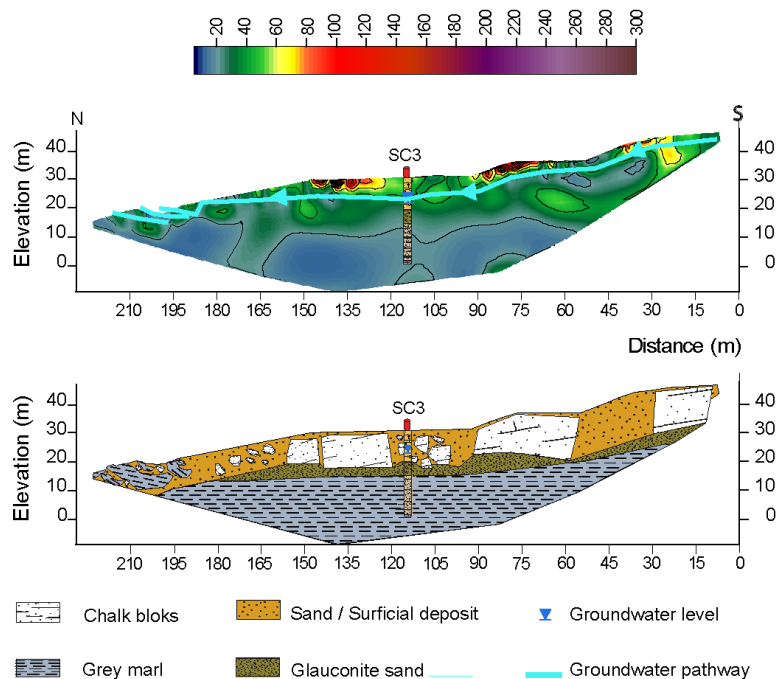 20 40 60 80 100 120 140 160 180 200 220 240 260 280 300
N S
SC3
Elevation (m)
40 30 20 10 0
40 30 20 10 0
210 195 180 165 150 135 120 105 90 75 60 45 30 15 0
Distance (m)
SC3
Elevation (m)
40 30 20 10 0
40 30 20 10 0
210 195 180 165 150 135 120 105 90 75 60 45 30 15 0
Chalk bloks Sand / Surficial deposit Groundwater level
Grey marl Glauconite sand Groundwater pathway